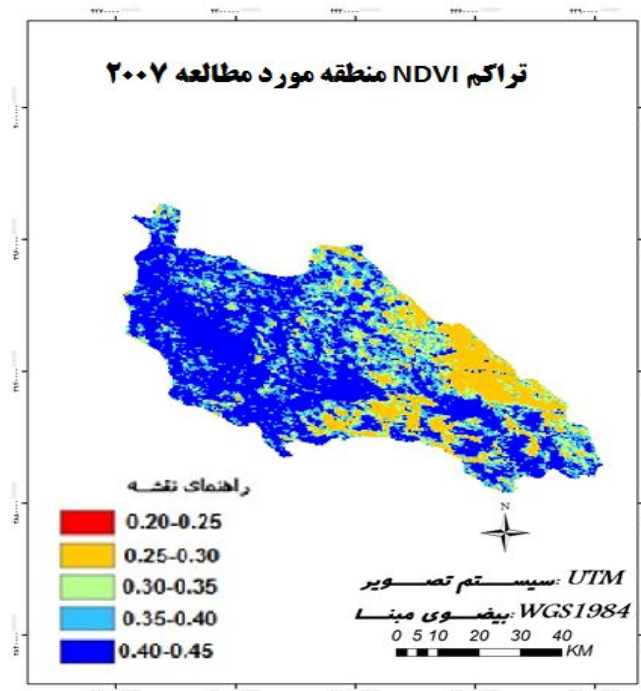 تراکم NDVI منطقه مورد مطالعه ۲۰۰۷
راهنمای نقشه
0.20-0.25
0.25-0.30
0.30-0.35
0.35-0.40
0.40-0.45
N
سیستم تصویر: UTM
بیضوی مبنا: WGS1984
0 5 10 20 30 40
KM